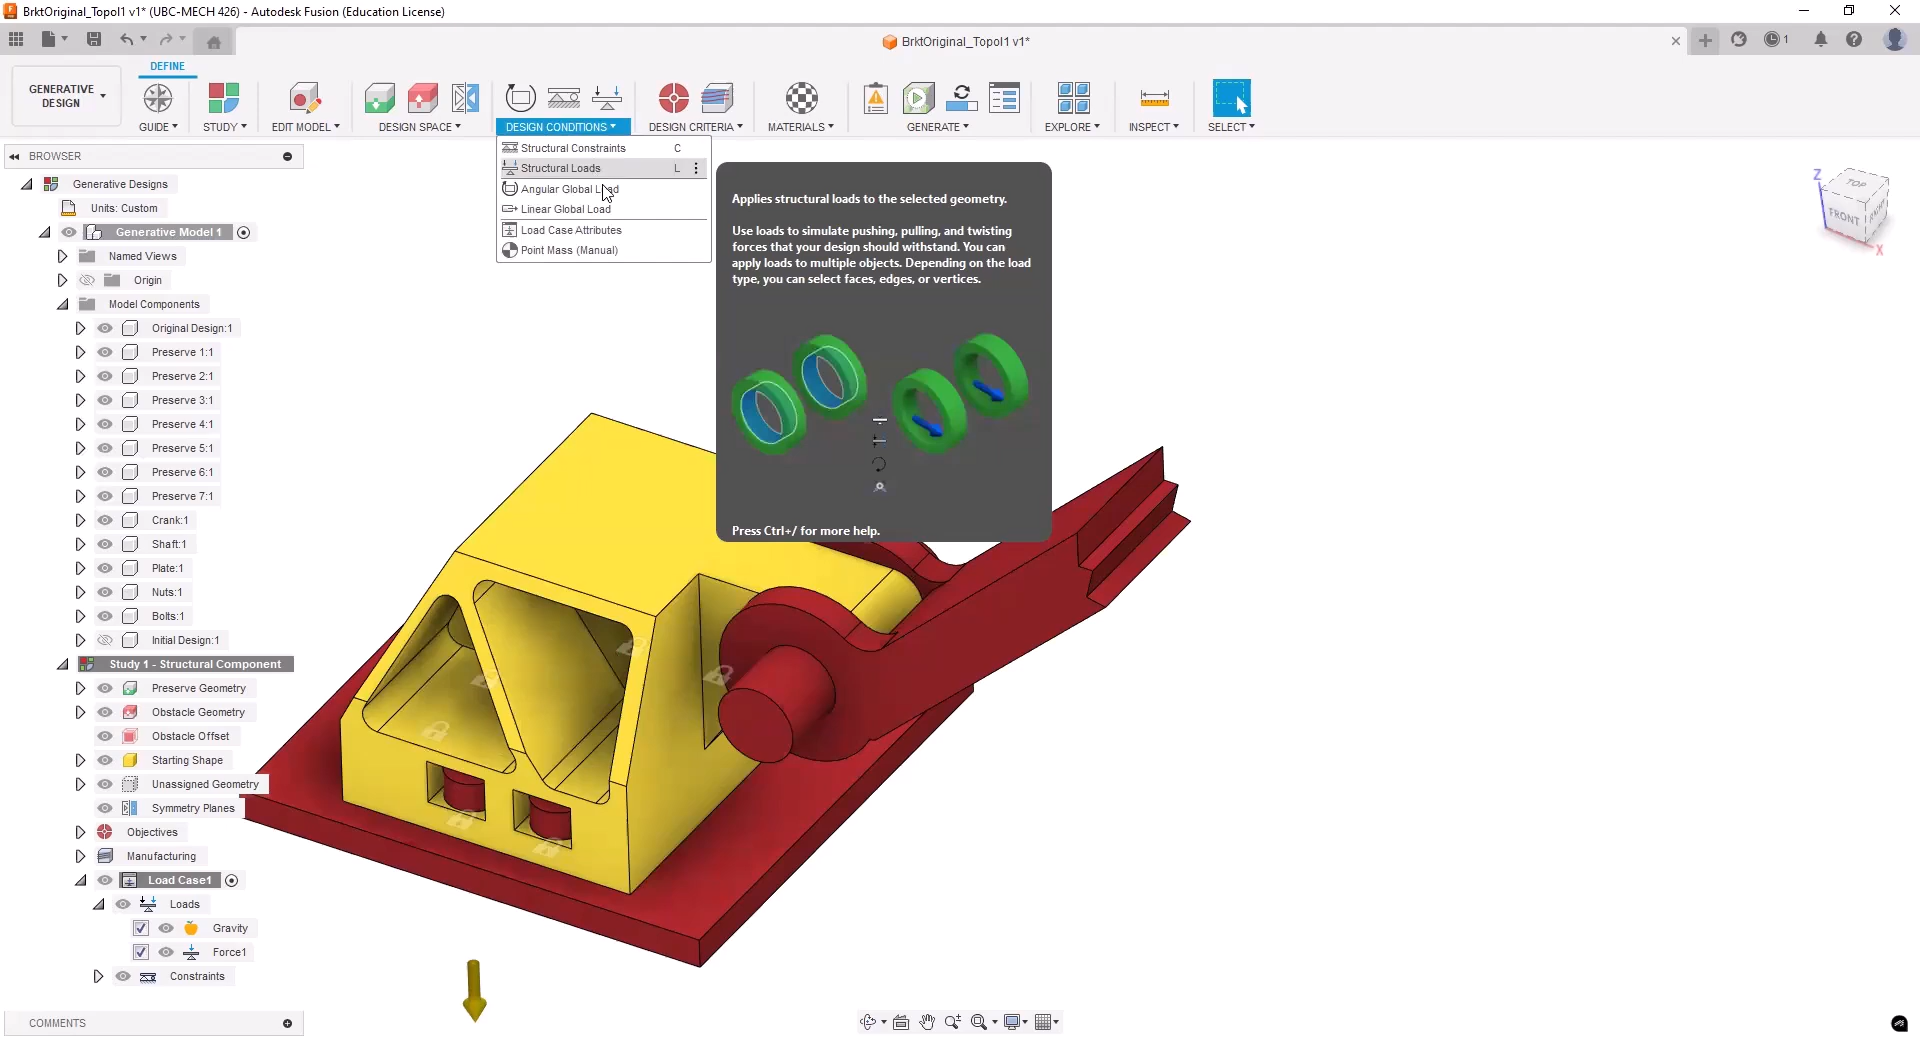 BrktOriginal_Topol1 v1* (UBC-MECH 426) - Autodesk Fusion (Education License)
BrktOriginal_Topol1 v1*
1
DEFINE
GENERATIVE
DESIGN
GUIDE
STUDY
EDIT MODEL
DESIGN SPACE
DESIGN CONDITIONS
DESIGN CRITERIA
MATERIALS
GENERATE
EXPLORE
INSPECT
SELECT
BROWSER
Structural Constraints C
Structural Loads L
Angular Global Load
Linear Global Load
Load Case Attributes
Point Mass (Manual)
Applies structural loads to the selected geometry.
Use loads to simulate pushing, pulling, and twisting
forces that your design should withstand. You can
apply loads to multiple objects. Depending on the load
type, you can select faces, edges, or vertices.
Press Ctrl+/ for more help.
Z
TOP
FRONT
RIGHT
X
Generative Designs
Units: Custom
Generative Model 1
Named Views
Origin
Model Components
Original Design:1
Preserve 1:1
Preserve 2:1
Preserve 3:1
Preserve 4:1
Preserve 5:1
Preserve 6:1
Preserve 7:1
Crank:1
Shaft:1
Plate:1
Nuts:1
Bolts:1
Initial Design:1
Study 1 - Structural Component
Preserve Geometry
Obstacle Geometry
Obstacle Offset
Starting Shape
Unassigned Geometry
Symmetry Planes
Objectives
Manufacturing
Load Case1
Loads
Gravity
Force1
Constraints
COMMENTS